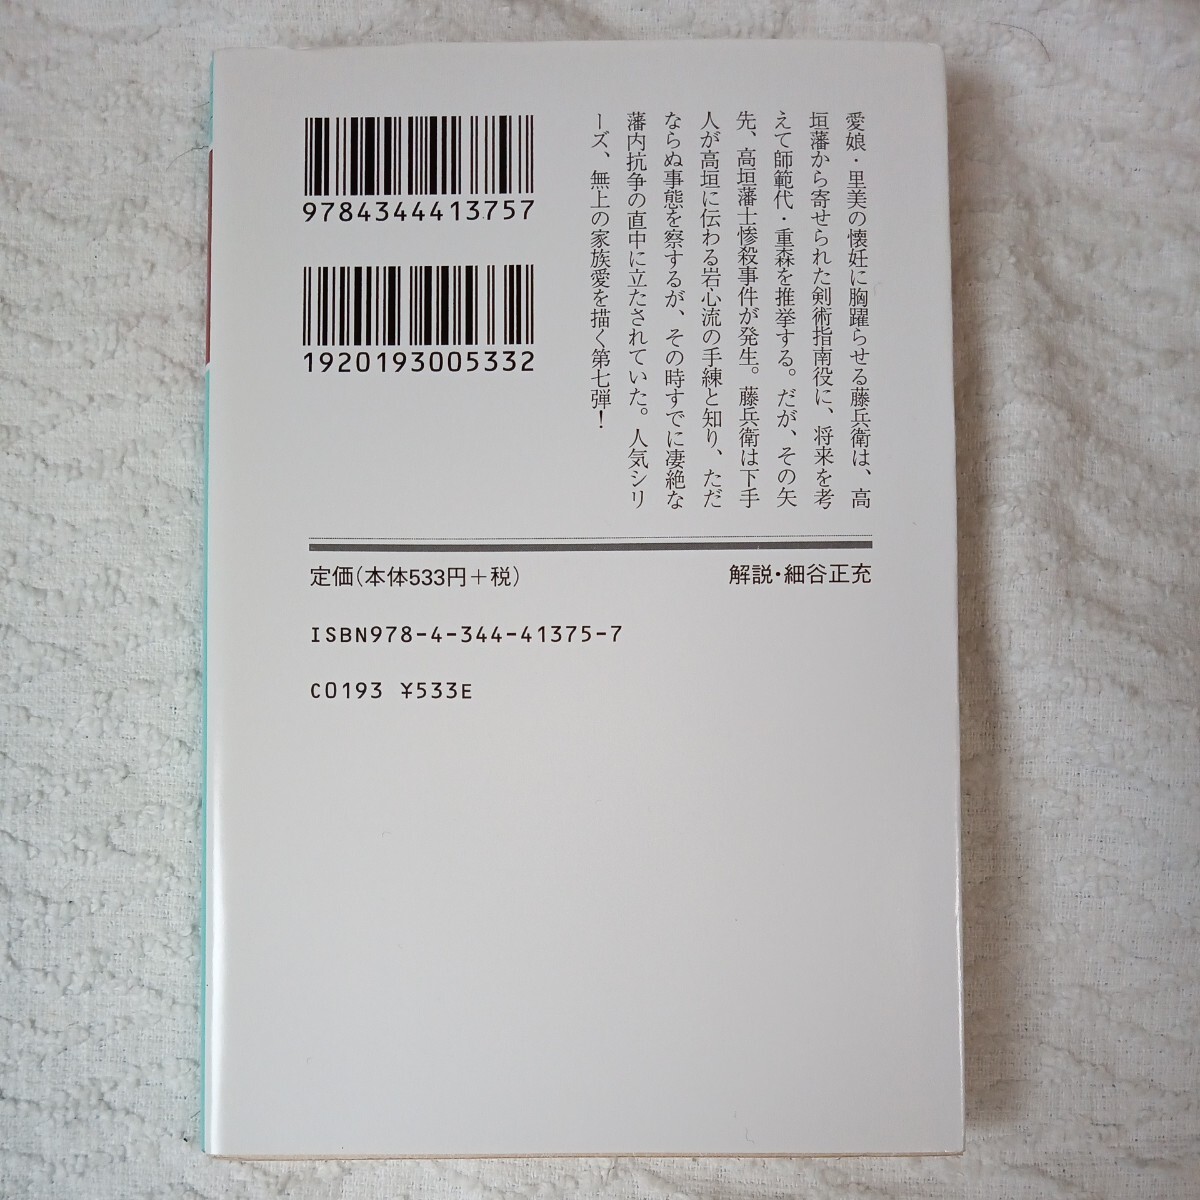 愛娘・里美の懐妊に胸躍らせる藤兵衛は、高
垣藩から寄せられた剣術指南役に、将来を考
えて師範代・重森を推挙する。だが、その矢
先、高垣藩士惨殺事件が発生。藤兵衛は下手
人が高垣に伝わる岩心流の手練と知り、ただ
ならぬ事態を察するが、その時すでに凄絶な
藩内抗争の直中に立たされていた。人気シリ
ーズ、無上の家族愛を描く第七弾！
9784344413757
1920193005332
定価（本体533円＋税）
解説・細谷正充
ISBN978-4-344-41375-7
C0193 ¥533E